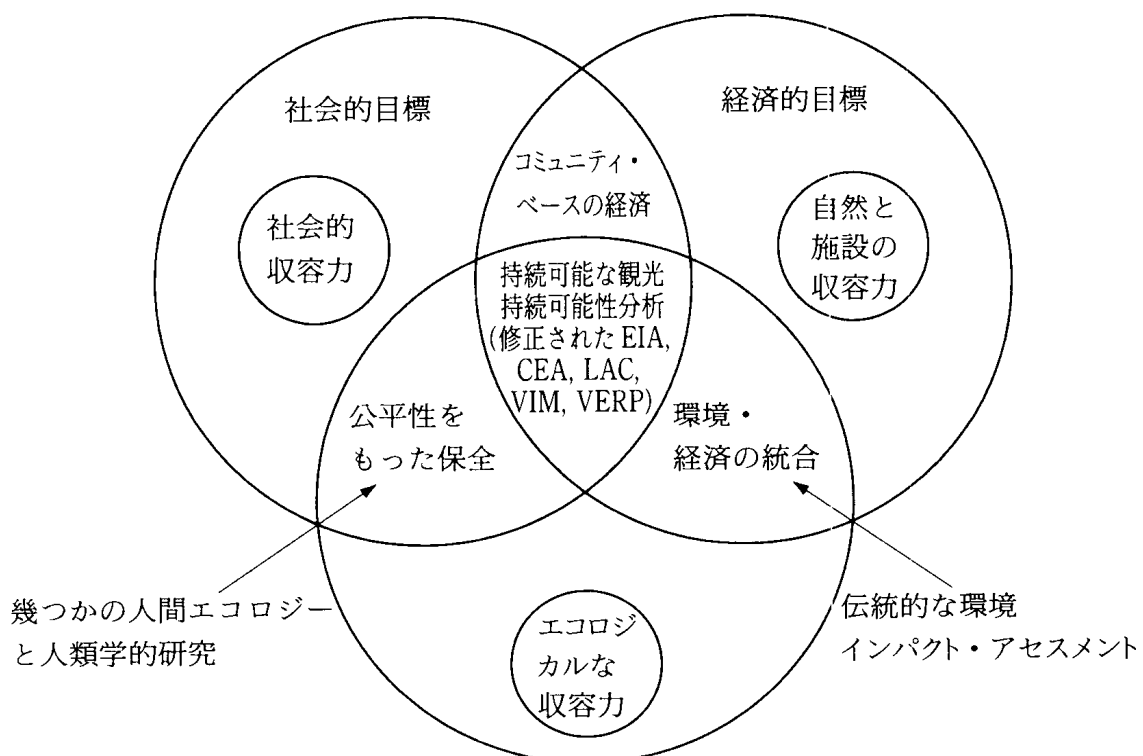 社会的目標
経済的目標
コミュニティ・
ベースの経済
社会的
収容力
自然と
施設の
収容力
持続可能な観光
持続可能性分析
(修正された EIA,
CEA, LAC,
VIM, VERP)
公平性を
もった保全
環境・
経済の統合
幾つかの人間エコロジー
と人類学的研究
伝統的な環境
インパクト・アセスメント
エコロジ
カルな
収容力